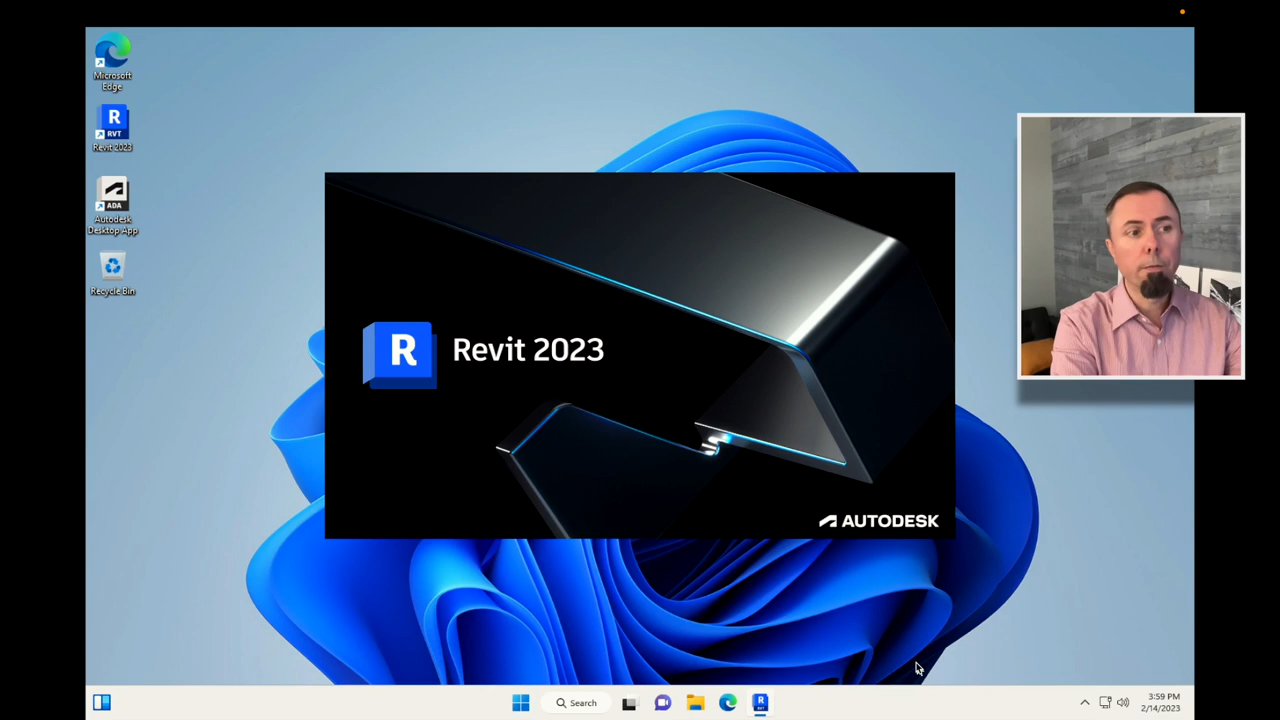 Microsoft
Edge
R
RVT
Revit 2023
ADA
Autodesk
Desktop App
Recycle Bin
R Revit 2023
AUTODESK
Search
3:59 PM
2/14/2023